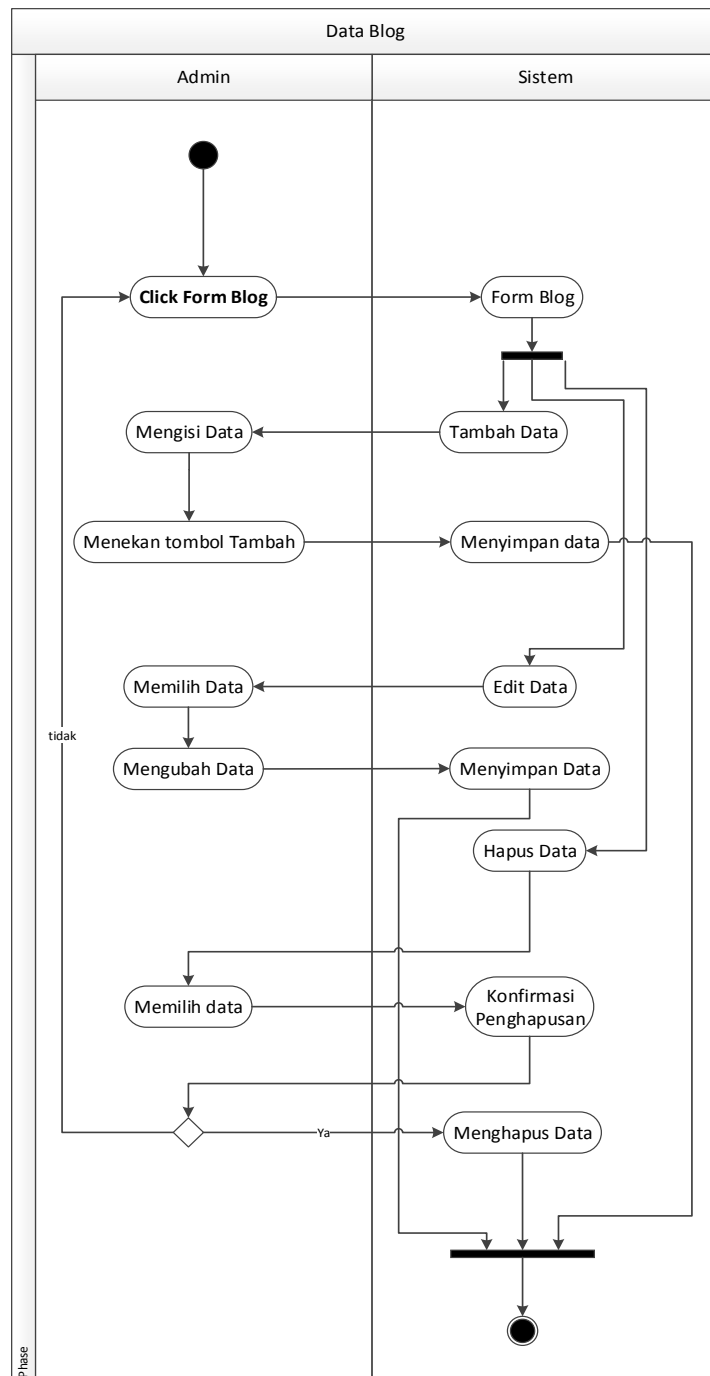 Data Blog
Admin
Sistem
Click Form Blog
Form Blog
Mengisi Data
Tambah Data
Menekan tombol Tambah
Menyimpan data
Memilih Data
Edit Data
tidak
Mengubah Data
Menyimpan Data
Hapus Data
Memilih data
Konfirmasi
Penghapusan
Ya
Menghapus Data
Phase